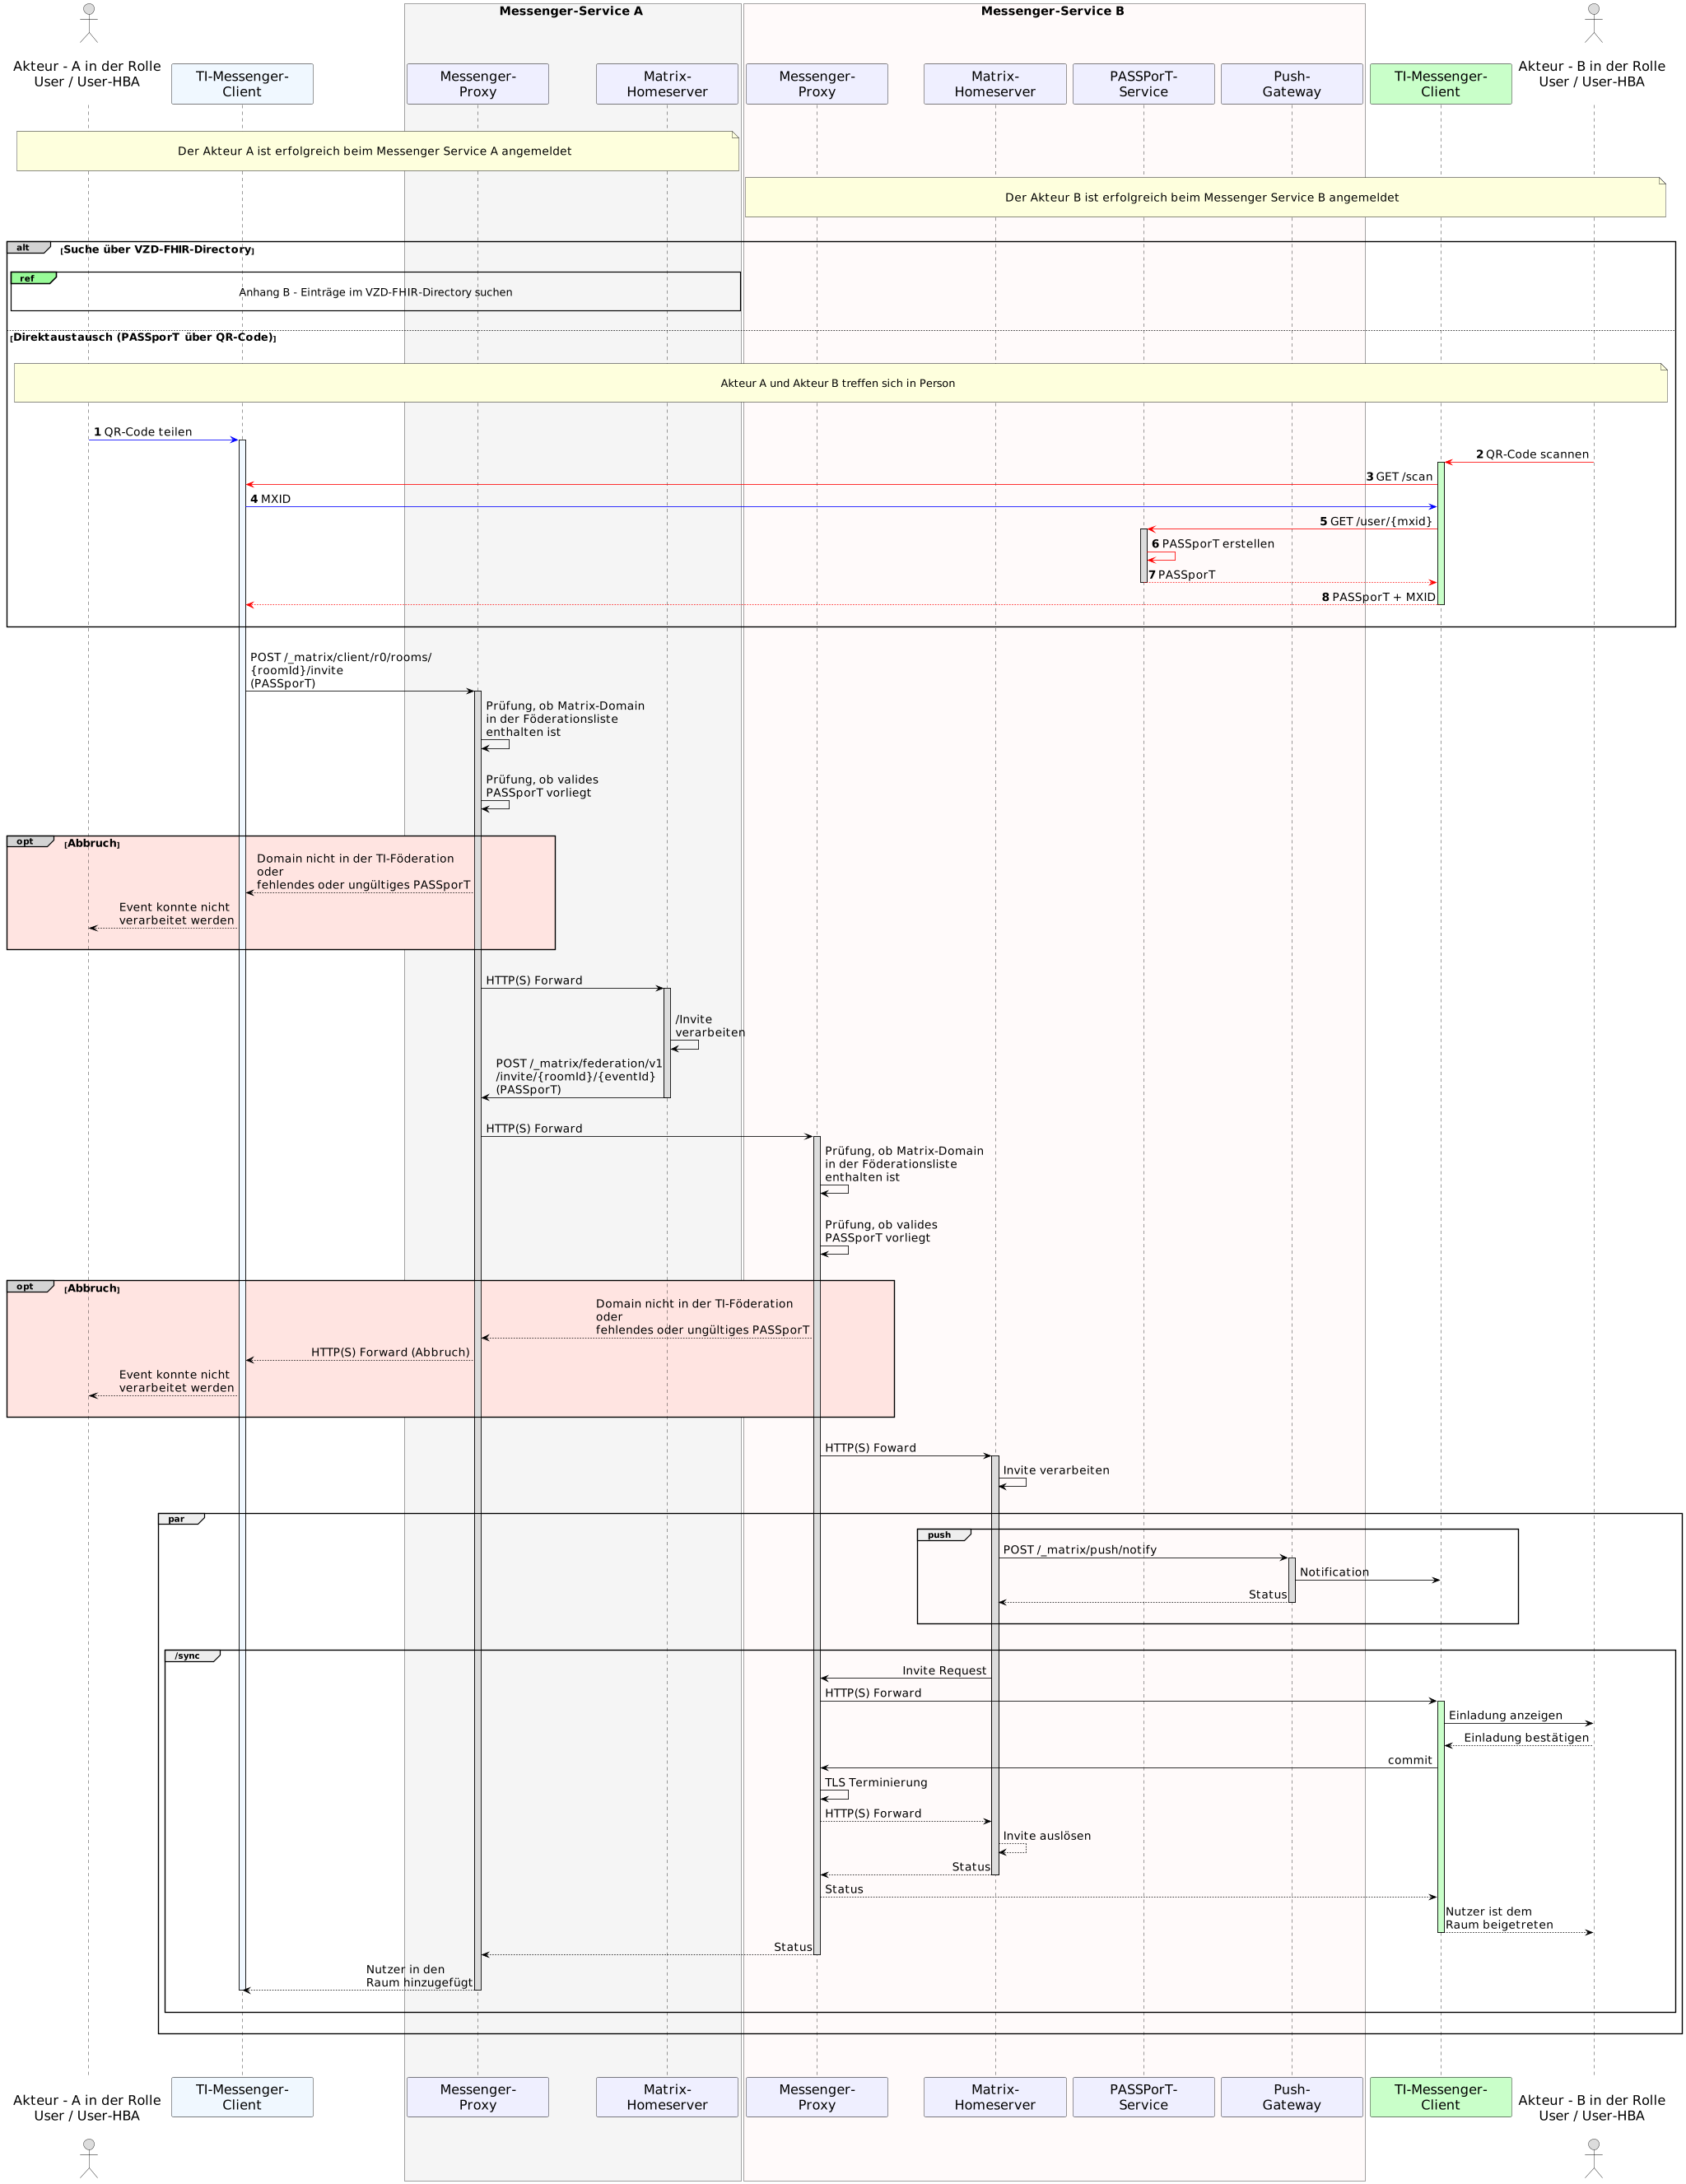 Messenger-Service A
Messenger-Service B
Akteur - A in der Rolle
User / User-HBA
TI-Messenger-
Client
Messenger-
Proxy
Matrix-
Homeserver
Messenger-
Proxy
Matrix-
Homeserver
PASSPorT-
Service
Push-
Gateway
TI-Messenger-
Client
Akteur - B in der Rolle
User / User-HBA
Der Akteur A ist erfolgreich beim Messenger Service A angemeldet
Der Akteur B ist erfolgreich beim Messenger Service B angemeldet
alt [Suche über VZD-FHIR-Directory]
ref
Anhang B - Einträge im VZD-FHIR-Directory suchen
[Direktaustausch (PASSporT über QR-Code)]
Akteur A und Akteur B treffen sich in Person
1 QR-Code teilen
2 QR-Code scannen
3 GET /scan
4 MXID
5 GET /user/{mxid}
6 PASSporT erstellen
7 PASSporT
8 PASSporT + MXID
POST /_matrix/client/r0/rooms/
{roomId}/invite
(PASSporT)
Prüfung, ob Matrix-Domain
in der Föderationsliste
enthalten ist
Prüfung, ob valides
PASSporT vorliegt
opt [Abbruch]
Domain nicht in der TI-Föderation
oder
fehlendes oder ungültiges PASSporT
Event konnte nicht
verarbeitet werden
HTTP(S) Forward
/Invite
verarbeiten
POST /_matrix/federation/v1
/invite/{roomId}/{eventId}
(PASSporT)
HTTP(S) Forward
Prüfung, ob Matrix-Domain
in der Föderationsliste
enthalten ist
Prüfung, ob valides
PASSporT vorliegt
opt [Abbruch]
Domain nicht in der TI-Föderation
oder
fehlendes oder ungültiges PASSporT
HTTP(S) Forward (Abbruch)
Event konnte nicht
verarbeitet werden
HTTP(S) Foward
Invite verarbeiten
par
push
POST /_matrix/push/notify
Notification
Status
/sync
Invite Request
HTTP(S) Forward
Einladung anzeigen
Einladung bestätigen
commit
TLS Terminierung
HTTP(S) Forward
Invite auslösen
Status
Status
Nutzer ist dem
Raum beigetreten
Status
Nutzer in den
Raum hinzugefügt
Akteur - A in der Rolle
User / User-HBA
TI-Messenger-
Client
Messenger-
Proxy
Matrix-
Homeserver
Messenger-
Proxy
Matrix-
Homeserver
PASSPorT-
Service
Push-
Gateway
TI-Messenger-
Client
Akteur - B in der Rolle
User / User-HBA